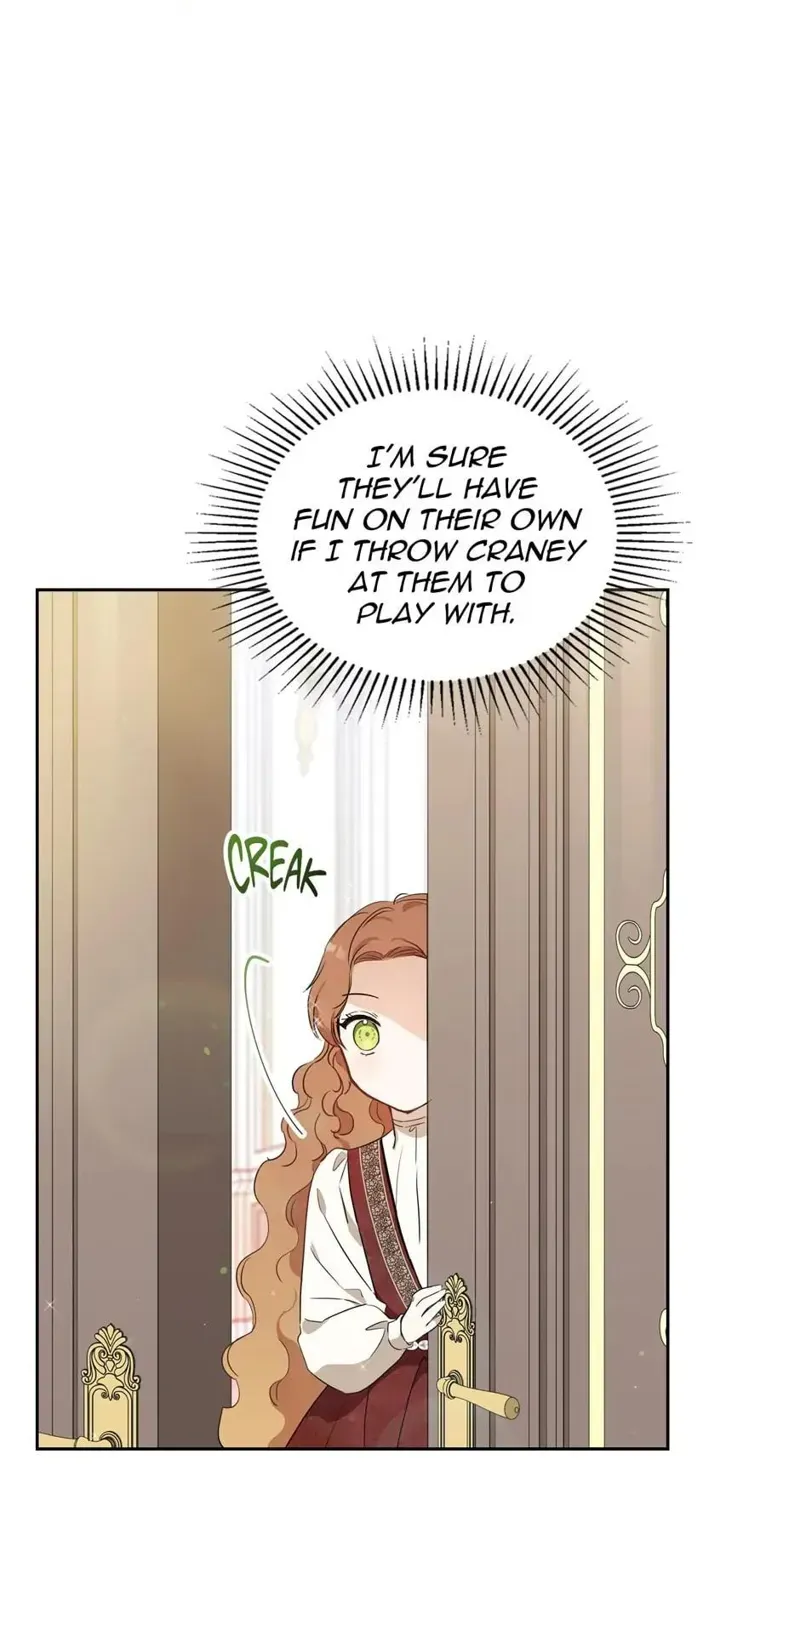 I'M SURE
THEY'LL HAVE
FUN ON THEIR OWN
IF I THROW CRANEY
AT THEM TO
PLAY WITH.
CREAK